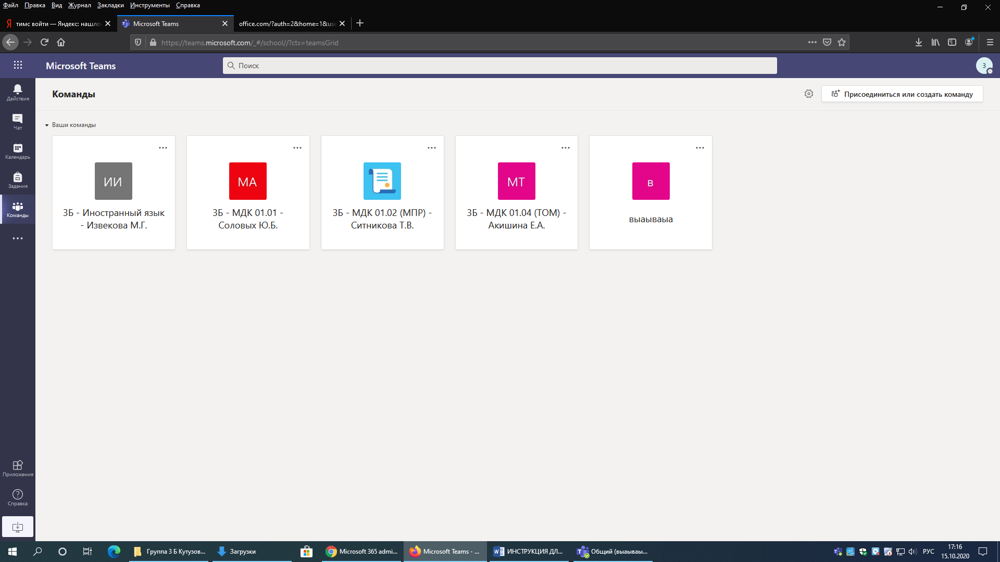 Файл Правка Вид Журнал Закладки Инструменты Справка
тимс войти — Яндекс: нашло
Microsoft Teams
office.com/?auth=2&home=1&use
https://teams.microsoft.com/_#/school//?ctx=teamsGrid
Microsoft Teams
Поиск
З
Действия
Чат
Календарь
Задания
Команды
Приложения
Справка
Команды
Присоединиться или создать команду
Ваши команды
ИИ
3Б - Иностранный язык
- Извекова М.Г.
МА
3Б - МДК 01.01 -
Соловых Ю.Б.
3Б - МДК 01.02 (МПР) -
Ситникова Т.В.
МТ
3Б - МДК 01.04 (ТОМ) -
Акишина Е.А.
в
выаываыа
Группа 3 Б Кутузов...
Загрузки
Microsoft 365 admi...
Microsoft Teams - ...
ИНСТРУКЦИЯ ДЛ...
Общий (выаываы...
РУС
17:16
15.10.2020